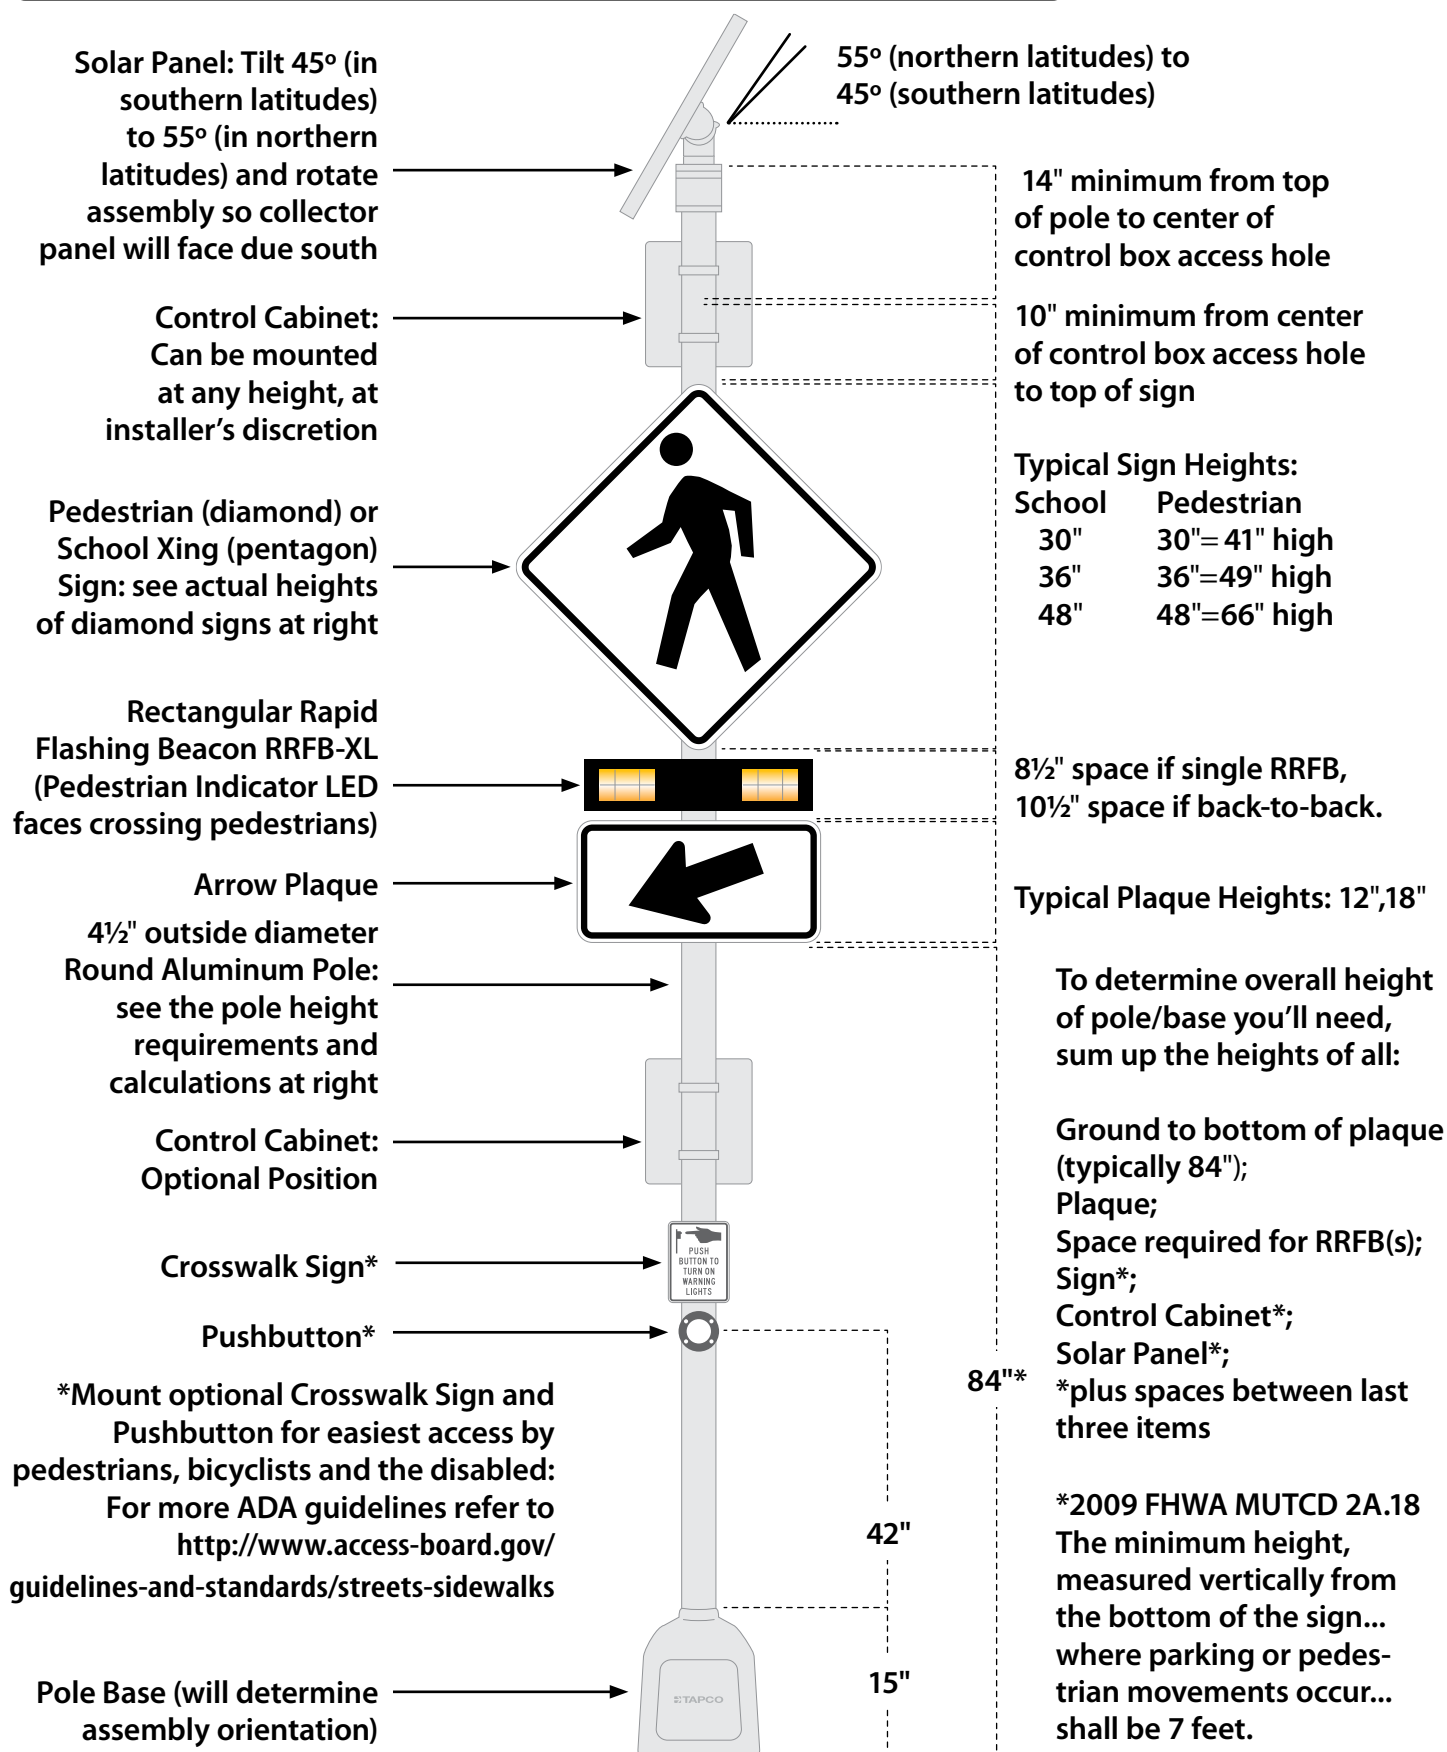 Solar Panel: Tilt 45º (in
southern latitudes)
to 55º (in northern
latitudes) and rotate
assembly so collector
panel will face due south
55º (northern latitudes) to
45º (southern latitudes)
14" minimum from top
of pole to center of
control box access hole
Control Cabinet:
Can be mounted
at any height, at
installer's discretion
10" minimum from center
of control box access hole
to top of sign
Pedestrian (diamond) or
School Xing (pentagon)
Sign: see actual heights
of diamond signs at right
Typical Sign Heights:
School Pedestrian
30" 30"= 41" high
36" 36"=49" high
48" 48"=66" high
Rectangular Rapid
Flashing Beacon RRFB-XL
(Pedestrian Indicator LED
faces crossing pedestrians)
8½" space if single RRFB,
10½" space if back-to-back.
Arrow Plaque
Typical Plaque Heights: 12",18"
4½" outside diameter
Round Aluminum Pole:
see the pole height
requirements and
calculations at right
To determine overall height
of pole/base you'll need,
sum up the heights of all:
Ground to bottom of plaque
(typically 84");
Plaque;
Space required for RRFB(s);
Sign*;
Control Cabinet*;
Solar Panel*;
*plus spaces between last
three items
Control Cabinet:
Optional Position
Crosswalk Sign*
PUSH
BUTTON TO
TURN ON
WARNING
LIGHTS
Pushbutton*
84"*
*Mount optional Crosswalk Sign and
Pushbutton for easiest access by
pedestrians, bicyclists and the disabled:
For more ADA guidelines refer to
http://www.access-board.gov/
guidelines-and-standards/streets-sidewalks
42"
*2009 FHWA MUTCD 2A.18
The minimum height,
measured vertically from
the bottom of the sign...
where parking or pedes-
trian movements occur...
shall be 7 feet.
Pole Base (will determine
assembly orientation)
TAPCO
15"